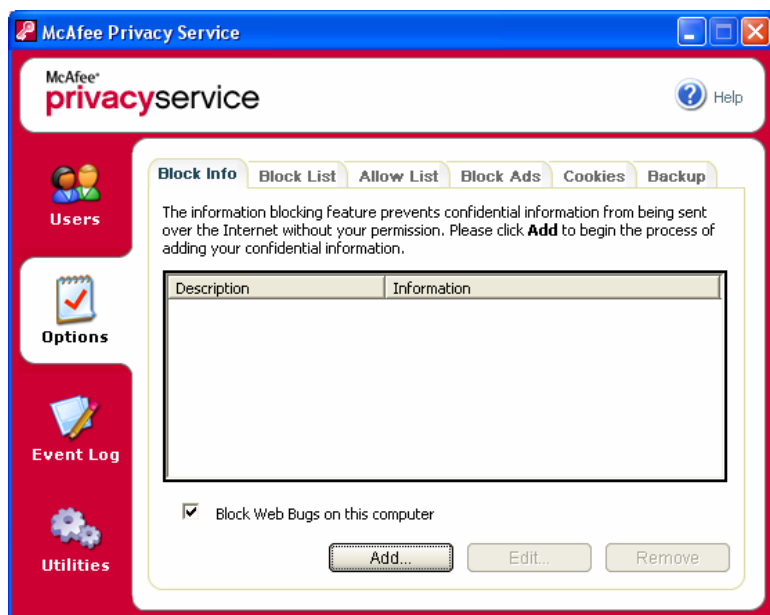 McAfee Privacy Service
McAfee®
privacyservice
Help
Users
Options
Event Log
Utilities
Block Info
Block List
Allow List
Block Ads
Cookies
Backup
The information blocking feature prevents confidential information from being sent
over the Internet without your permission. Please click Add to begin the process of
adding your confidential information.
Description
Information
Block Web Bugs on this computer
Add...
Edit...
Remove